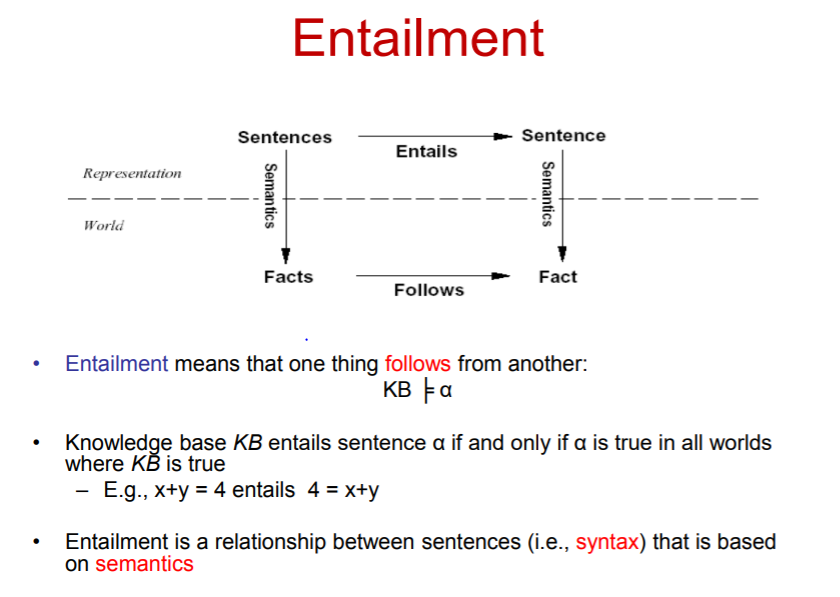 Entailment
Sentences
Entails
Sentence
Representation
Semantics
Semantics
World
Facts
Follows
Fact
• Entailment means that one thing follows from another:
KB ⊧ α
• Knowledge base KB entails sentence α if and only if α is true in all worlds
where KB is true
– E.g., x+y = 4 entails 4 = x+y
• Entailment is a relationship between sentences (i.e., syntax) that is based
on semantics